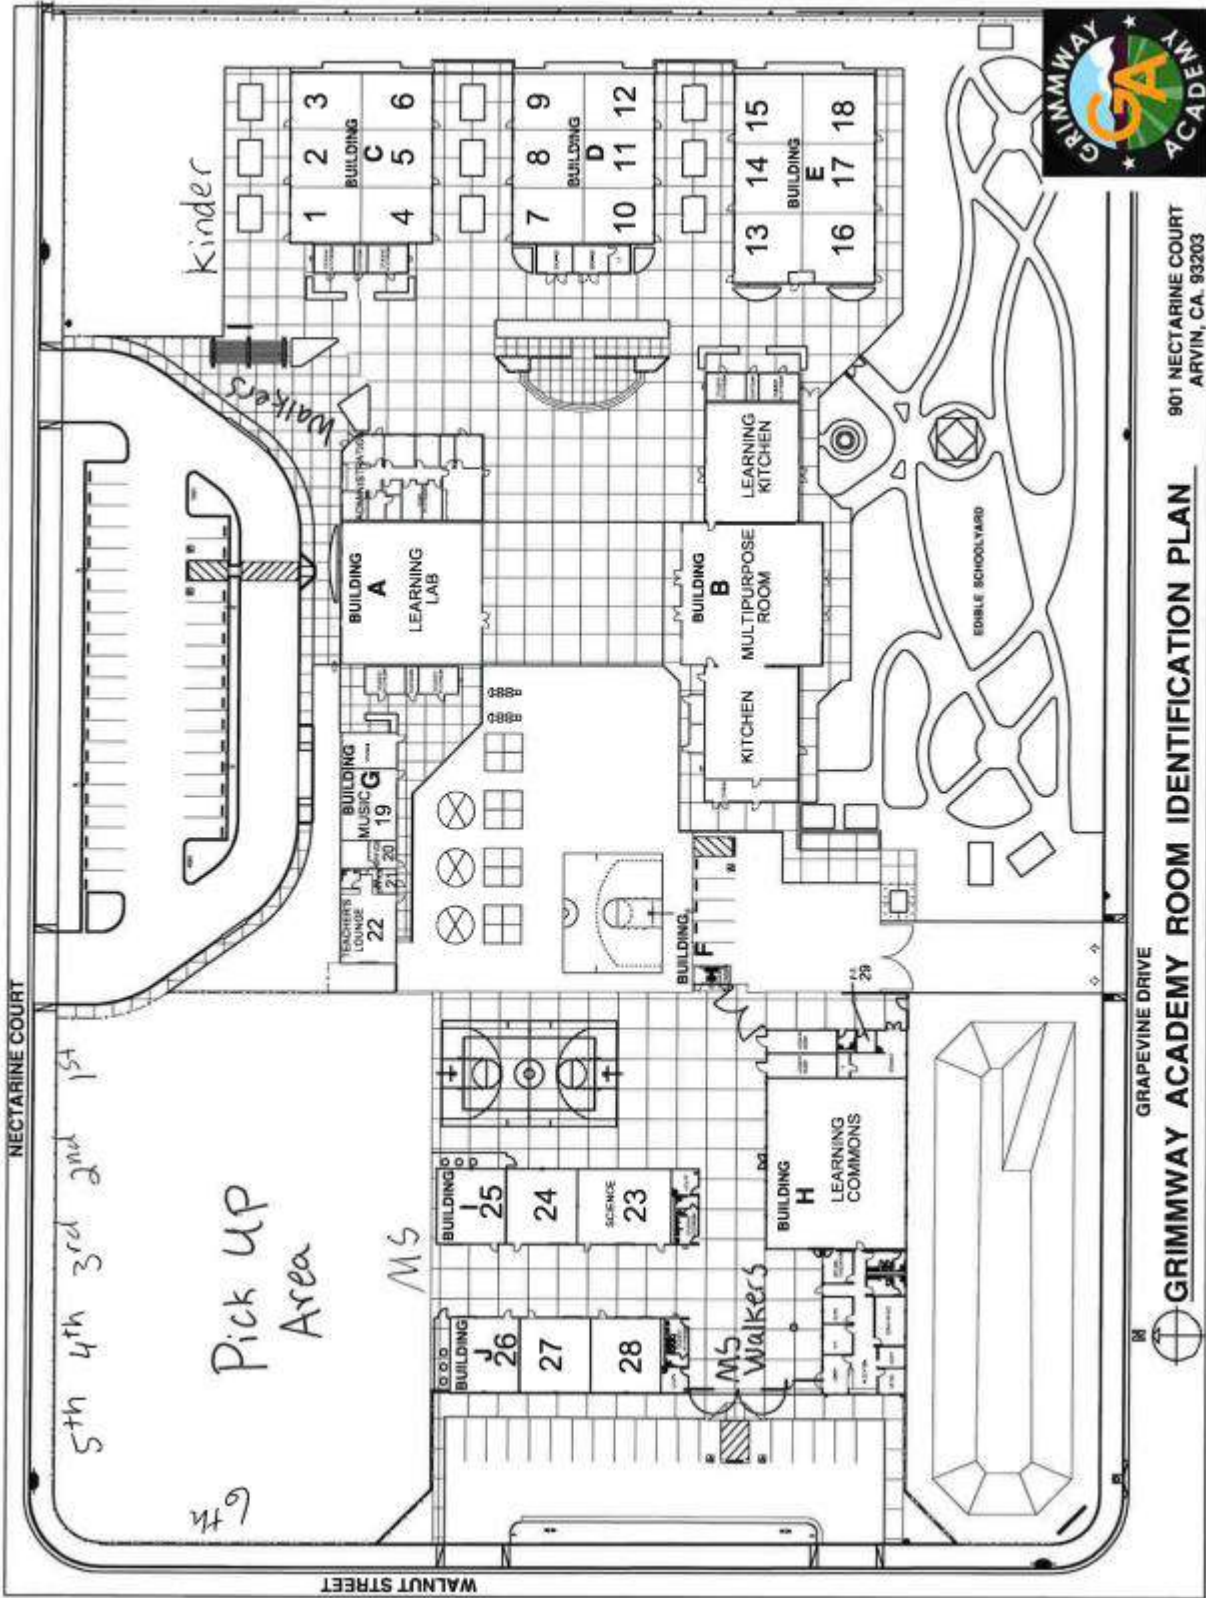 NECTARINE COURT
5th 4th 3rd 2nd 1st
6th
Pick Up
Area
MS
Kinder
Walkers
MS
Walkers
WALNUT STREET
BUILDING
A
LEARNING
LAB
BUILDING
G
MUSIC
19
20
21
TEACHER'S
LOUNGE
22
BUILDING
C
1 2 3
4 5 6
BUILDING
D
7 8 9
10 11 12
BUILDING
E
13 14 15
16 17 18
BUILDING
B
MULTIPURPOSE
ROOM
KITCHEN
LEARNING
KITCHEN
BUILDING
F
29
BUILDING
I
25
24
SCIENCE
23
BUILDING
J
26
27
28
BUILDING
H
LEARNING
COMMONS
EDIBLE SCHOOLYARD
GRAPEVINE DRIVE
GRIMMWAY ACADEMY ROOM IDENTIFICATION PLAN
901 NECTARINE COURT
ARVIN, CA. 93203
GRIMMWAY
GA
ACADEMY